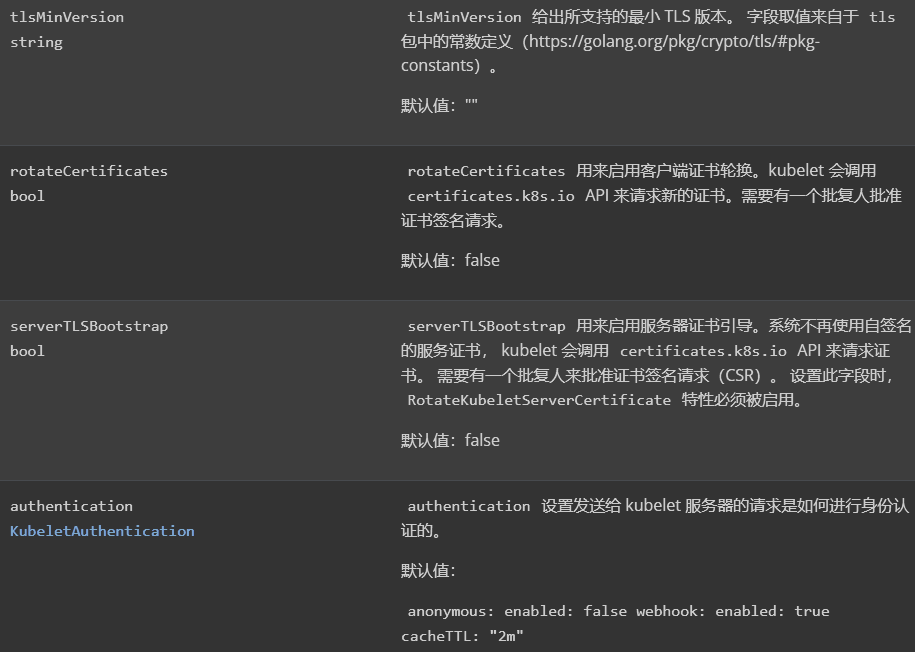 tlsMinVersion
string
tlsMinVersion 给出所支持的最小 TLS 版本。 字段取值来自于 tls
包中的常数定义（https://golang.org/pkg/crypto/tls/#pkg-
constants）。
默认值：""
rotateCertificates
bool
rotateCertificates 用来启用客户端证书轮换。kubelet 会调用
certificates.k8s.io API 来请求新的证书。需要有一个批复人批准
证书签名请求。
默认值：false
serverTLSBootstrap
bool
serverTLSBootstrap 用来启用服务器证书引导。系统不再使用自签名
的服务证书， kubelet 会调用 certificates.k8s.io API 来请求证
书。 需要有一个批复人来批准证书签名请求（CSR）。 设置此字段时，
RotateKubeletServerCertificate 特性必须被启用。
默认值：false
authentication
KubeletAuthentication
authentication 设置发送给 kubelet 服务器的请求是如何进行身份认
证的。
默认值：
anonymous: enabled: false webhook: enabled: true
cacheTTL: "2m"